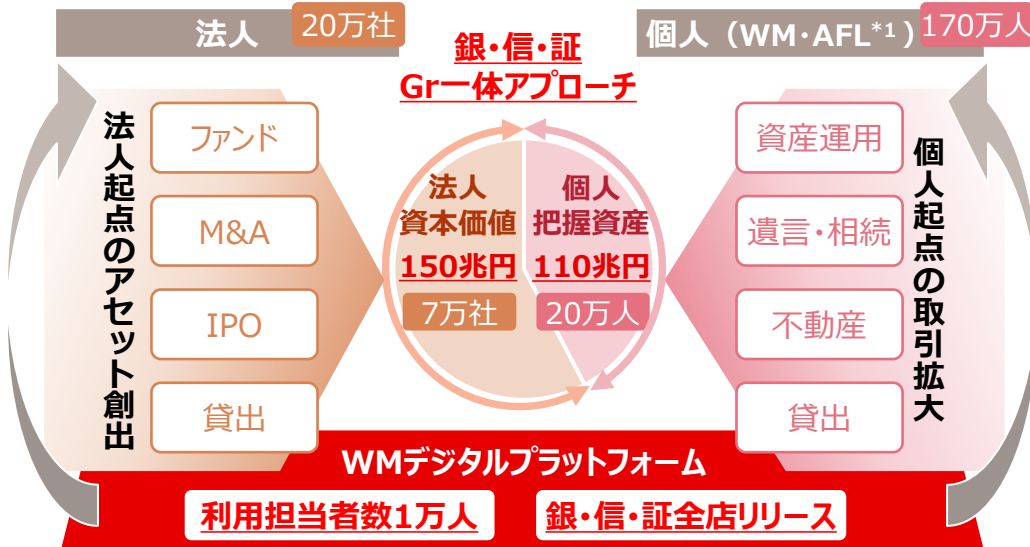 法人
20万社
銀・信・証
Gr一体アプローチ
個人（WM・AFL*1）
170万人
法人起点のアセット創出
ファンド
M&A
IPO
貸出
法人
資本価値
150兆円
7万社
個人
把握資産
110兆円
20万人
資産運用
遺言・相続
不動産
貸出
個人起点の取引拡大
WMデジタルプラットフォーム
利用担当者数1万人
銀・信・証全店リリース